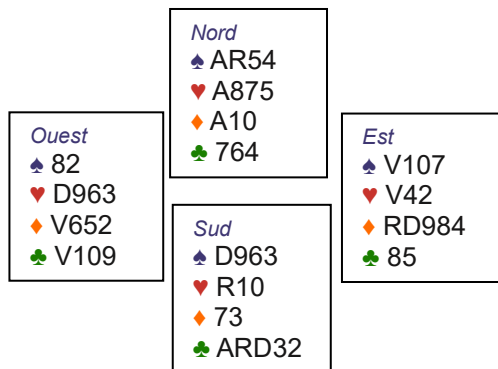 Nord
♠ AR54
♥ A875
♦ A10
♣ 764
Ouest
♠ 82
♥ D963
♦ V652
♣ V109
Est
♠ V107
♥ V42
♦ RD984
♣ 85
Sud
♠ D963
♥ R10
♦ 73
♣ ARD32